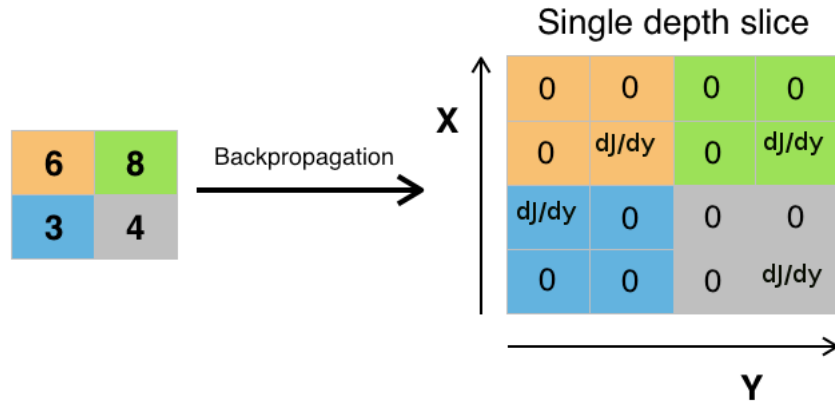 Single depth slice
X
0 0 0 0
0 dJ/dy 0 dJ/dy
dJ/dy 0 0 0
0 0 0 dJ/dy
Y
6 8
3 4
Backpropagation